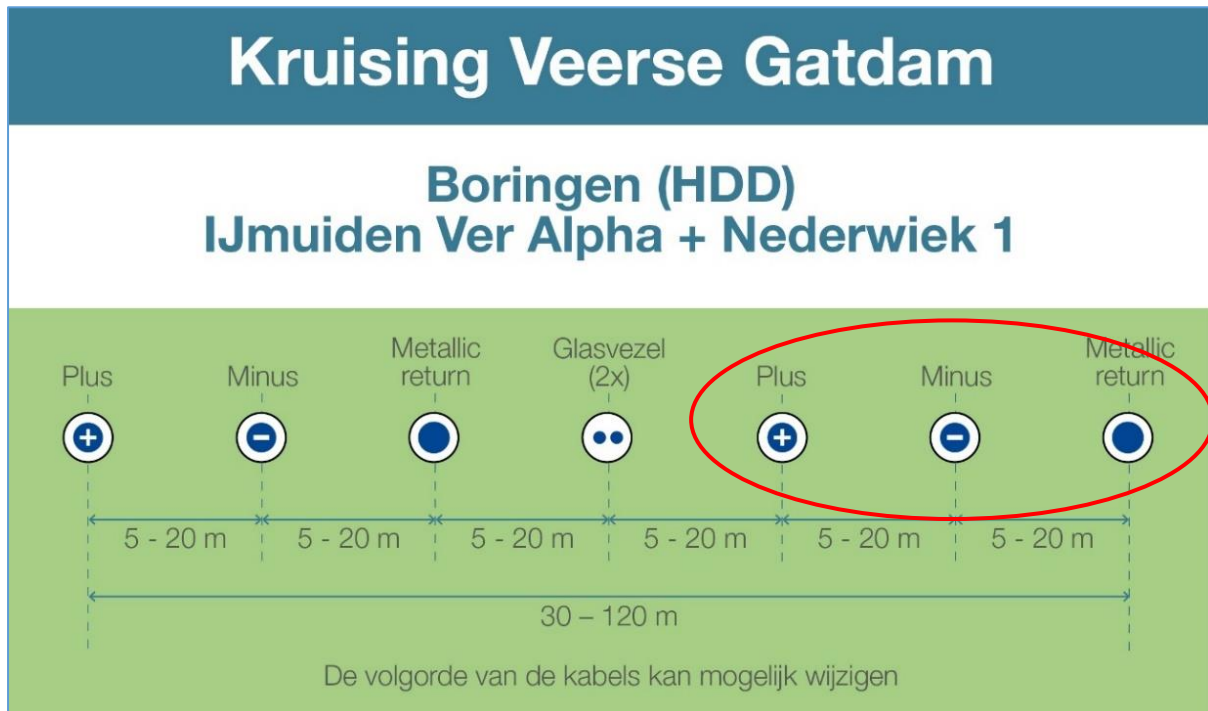 Kruising Veerse Gatdam
Boringen (HDD)
IJmuiden Ver Alpha + Nederwiek 1
Plus
Minus
Metallic
return
Glasvezel
(2x)
Plus
Minus
Metallic
return
5 - 20 m
5 - 20 m
5 - 20 m
5 - 20 m
5 - 20 m
5 - 20 m
30 – 120 m
De volgorde van de kabels kan mogelijk wijzigen